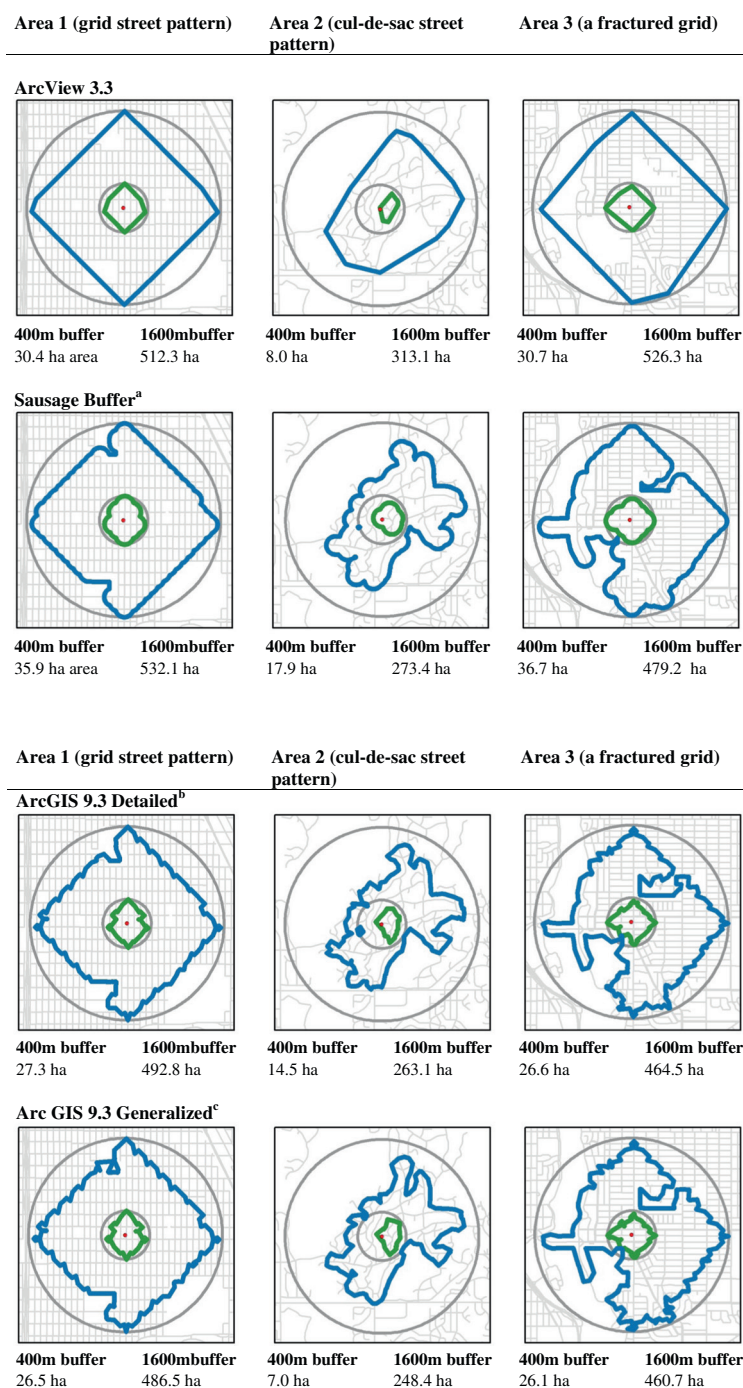 Area 1 (grid street pattern) Area 2 (cul-de-sac street Area 3 (a fractured grid)
pattern)
ArcView 3.3
400m buffer 1600mbuffer 400m buffer 1600m buffer 400m buffer 1600m buffer
30.4 ha area 512.3 ha 8.0 ha 313.1 ha 30.7 ha 526.3 ha
Sausage Buffera
400m buffer 1600mbuffer 400m buffer 1600m buffer 400m buffer 1600m buffer
35.9 ha area 532.1 ha 17.9 ha 273.4 ha 36.7 ha 479.2 ha
Area 1 (grid street pattern) Area 2 (cul-de-sac street Area 3 (a fractured grid)
pattern)
ArcGIS 9.3 Detailedb
400m buffer 1600mbuffer 400m buffer 1600m buffer 400m buffer 1600m buffer
27.3 ha 492.8 ha 14.5 ha 263.1 ha 26.6 ha 464.5 ha
Arc GIS 9.3 Generalizedc
400m buffer 1600mbuffer 400m buffer 1600m buffer 400m buffer 1600m buffer
26.5 ha 486.5 ha 7.0 ha 248.4 ha 26.1 ha 460.7 ha